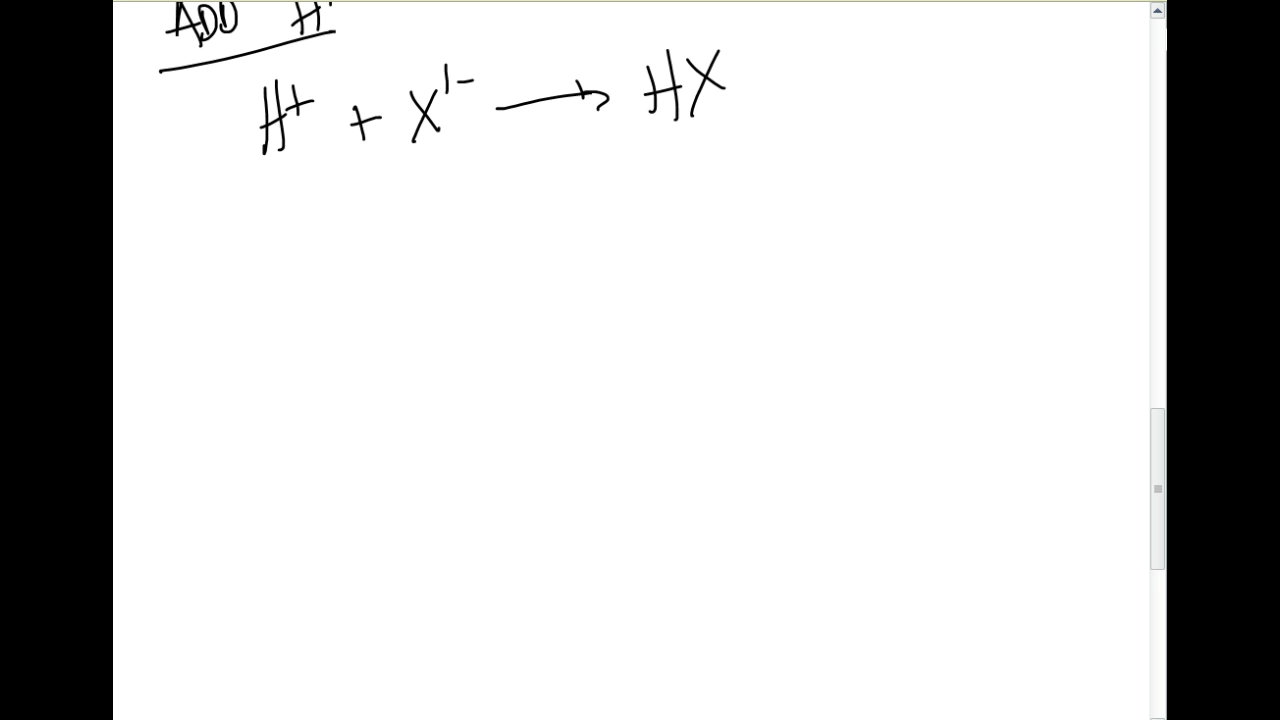 ADD H⁺
H⁺ + X¹⁻ → HX